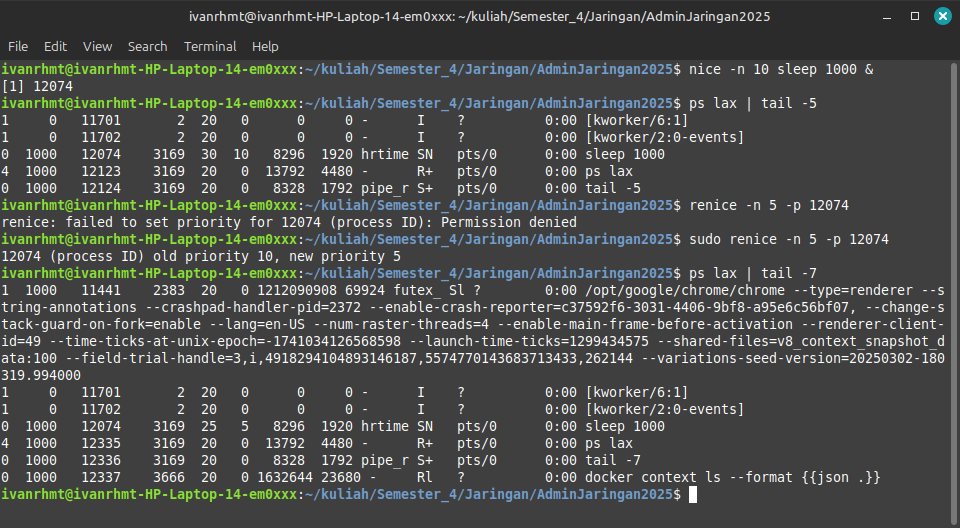 ivanrhmt@ivanrhmt-HP-Laptop-14-em0xxx: ~/kuliah/Semester_4/Jaringan/AdminJaringan2025
File Edit View Search Terminal Help
ivanrhmt@ivanrhmt-HP-Laptop-14-em0xxx:~/kuliah/Semester_4/Jaringan/AdminJaringan2025$ nice -n 10 sleep 1000 &
[1] 12074
ivanrhmt@ivanrhmt-HP-Laptop-14-em0xxx:~/kuliah/Semester_4/Jaringan/AdminJaringan2025$ ps lax | tail -5
1     0   11701       2  20   0      0     0 -      I    ?          0:00 [kworker/6:1]
1     0   11702       2  20   0      0     0 -      I    ?          0:00 [kworker/2:0-events]
0  1000   12074    3169  30  10   8296  1920 hrtime SN   pts/0      0:00 sleep 1000
4  1000   12123    3169  20   0  13792  4480 -      R+   pts/0      0:00 ps lax
0  1000   12124    3169  20   0   8328  1792 pipe_r S+   pts/0      0:00 tail -5
ivanrhmt@ivanrhmt-HP-Laptop-14-em0xxx:~/kuliah/Semester_4/Jaringan/AdminJaringan2025$ renice -n 5 -p 12074
renice: failed to set priority for 12074 (process ID): Permission denied
ivanrhmt@ivanrhmt-HP-Laptop-14-em0xxx:~/kuliah/Semester_4/Jaringan/AdminJaringan2025$ sudo renice -n 5 -p 12074
12074 (process ID) old priority 10, new priority 5
ivanrhmt@ivanrhmt-HP-Laptop-14-em0xxx:~/kuliah/Semester_4/Jaringan/AdminJaringan2025$ ps lax | tail -7
1  1000   11441    2383  20   0 1212090908 69924 futex_ Sl ?        0:00 /opt/google/chrome/chrome --type=renderer --s
tring-annotations --crashpad-handler-pid=2372 --enable-crash-reporter=c37592f6-3031-4406-9bf8-a95e6c56bf07, --change-s
tack-guard-on-fork=enable --lang=en-US --num-raster-threads=4 --enable-main-frame-before-activation --renderer-client-
id=49 --time-ticks-at-unix-epoch=-1741034126568598 --launch-time-ticks=1299434575 --shared-files=v8_context_snapshot_d
ata:100 --field-trial-handle=3,i,4918294104893146187,5574770143683713433,262144 --variations-seed-version=20250302-180
319.994000
1     0   11701       2  20   0      0     0 -      I    ?          0:00 [kworker/6:1]
1     0   11702       2  20   0      0     0 -      I    ?          0:00 [kworker/2:0-events]
0  1000   12074    3169  25   5   8296  1920 hrtime SN   pts/0      0:00 sleep 1000
4  1000   12335    3169  20   0  13792  4480 -      R+   pts/0      0:00 ps lax
0  1000   12336    3169  20   0   8328  1792 pipe_r S+   pts/0      0:00 tail -7
0  1000   12337    3666  20   0 1632644 23680 -     Rl   ?          0:00 docker context ls --format {{json .}}
ivanrhmt@ivanrhmt-HP-Laptop-14-em0xxx:~/kuliah/Semester_4/Jaringan/AdminJaringan2025$